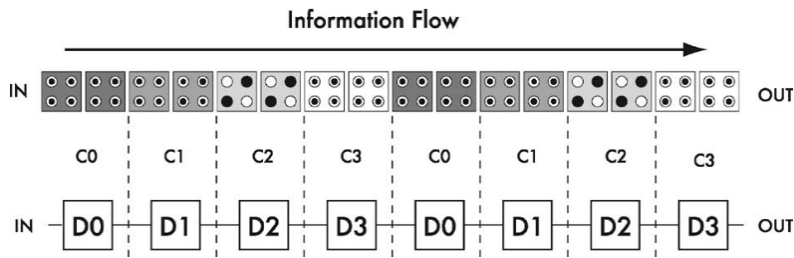 Information Flow
IN OUT
C0 C1 C2 C3 C0 C1 C2 C3
IN D0 D1 D2 D3 D0 D1 D2 D3 OUT